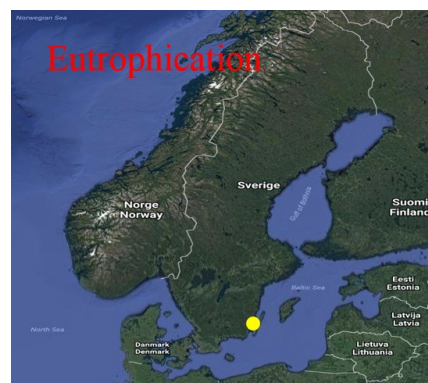 Norwegian Sea
Eutrophication
Sverige
Norge
Norway
Gulf of Bothnia
Suomi
Finland
Baltic Sea
Eesti
Estonia
North Sea
Latvija
Latvia
Danmark
Denmark
Lietuva
Lithuania